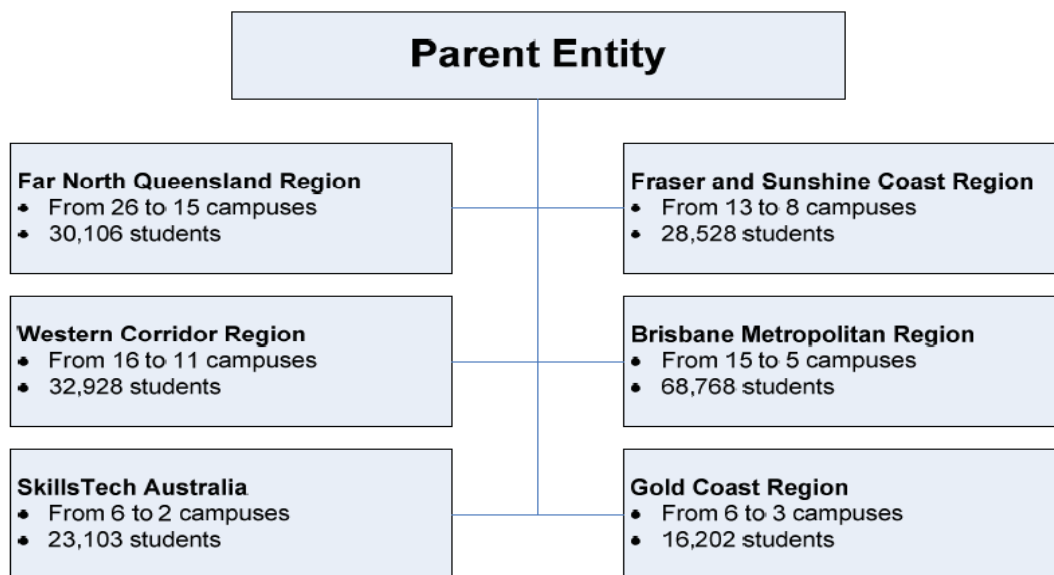 Parent Entity
Far North Queensland Region
• From 26 to 15 campuses
• 30,106 students
Fraser and Sunshine Coast Region
• From 13 to 8 campuses
• 28,528 students
Western Corridor Region
• From 16 to 11 campuses
• 32,928 students
Brisbane Metropolitan Region
• From 15 to 5 campuses
• 68,768 students
SkillsTech Australia
• From 6 to 2 campuses
• 23,103 students
Gold Coast Region
• From 6 to 3 campuses
• 16,202 students